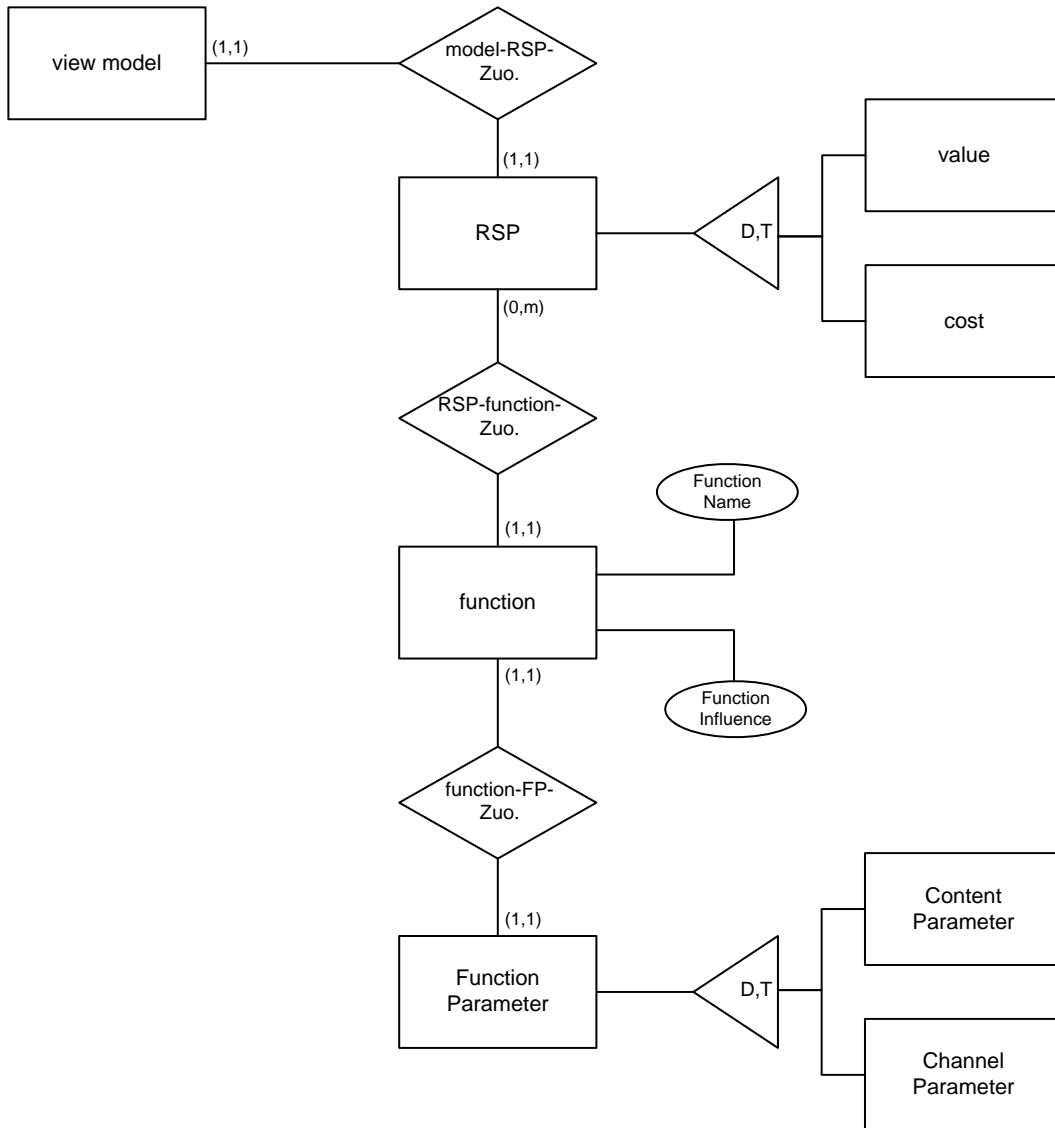 view model
(1,1)
model-RSP-
Zuo.
(1,1)
RSP
D,T
value
cost
(0,m)
RSP-function-
Zuo.
(1,1)
function
Function
Name
Function
Influence
(1,1)
function-FP-
Zuo.
(1,1)
Function
Parameter
D,T
Content
Parameter
Channel
Parameter